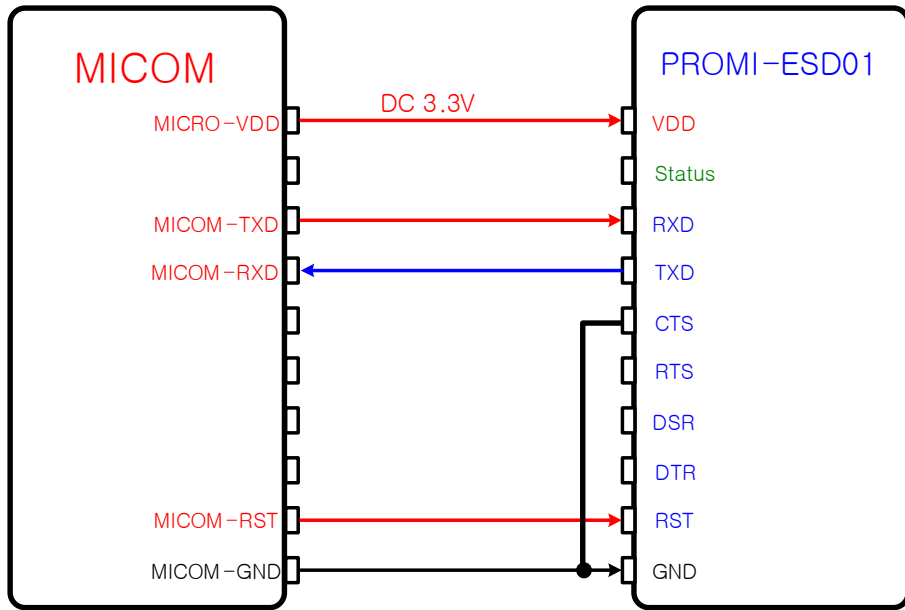 MICOM
PROMI-ESD01
DC 3.3V
MICRO-VDD
VDD
Status
MICOM-TXD
RXD
MICOM-RXD
TXD
CTS
RTS
DSR
DTR
MICOM-RST
RST
MICOM-GND
GND